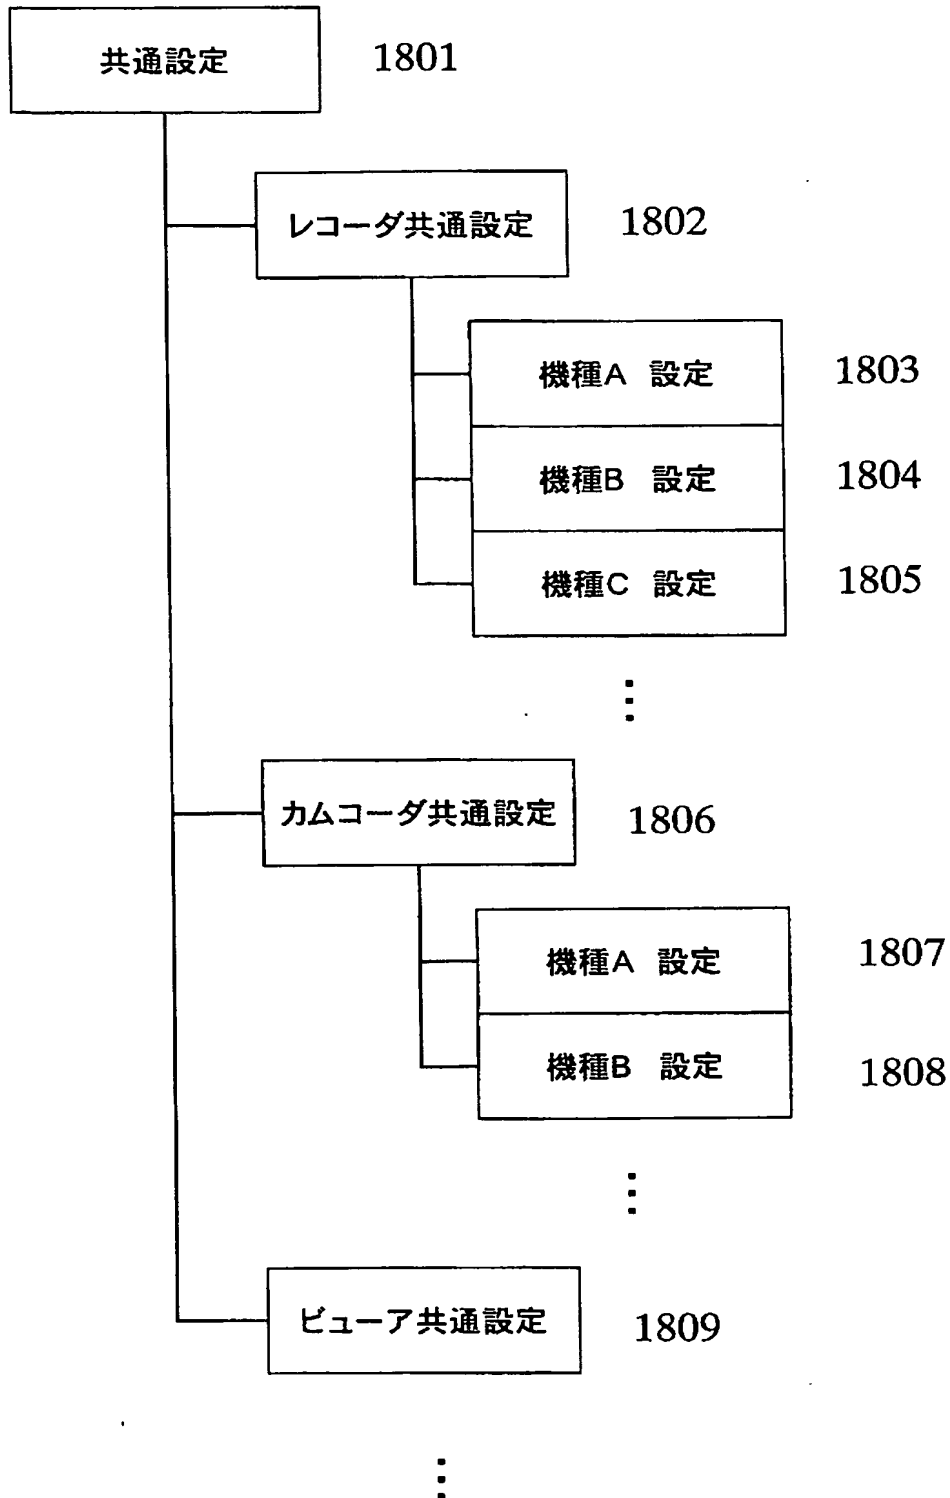 共通設定 1801
レコーダ共通設定 1802
機種A 設定 1803
機種B 設定 1804
機種C 設定 1805
カムコーダ共通設定 1806
機種A 設定 1807
機種B 設定 1808
ビューア共通設定 1809